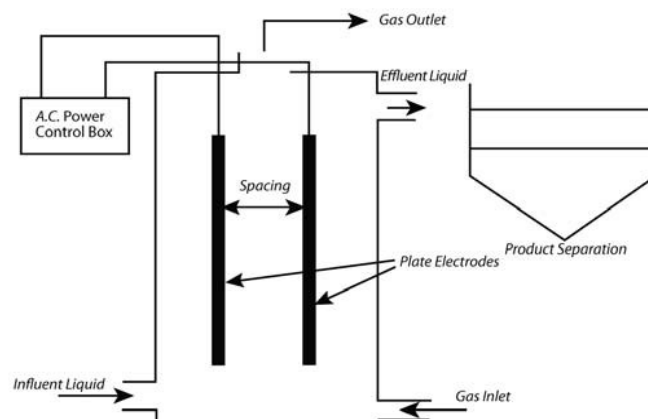 Gas Outlet
Effluent Liquid
A.C. Power
Control Box
Spacing
Product Separation
Plate Electrodes
Influent Liquid
Gas Inlet